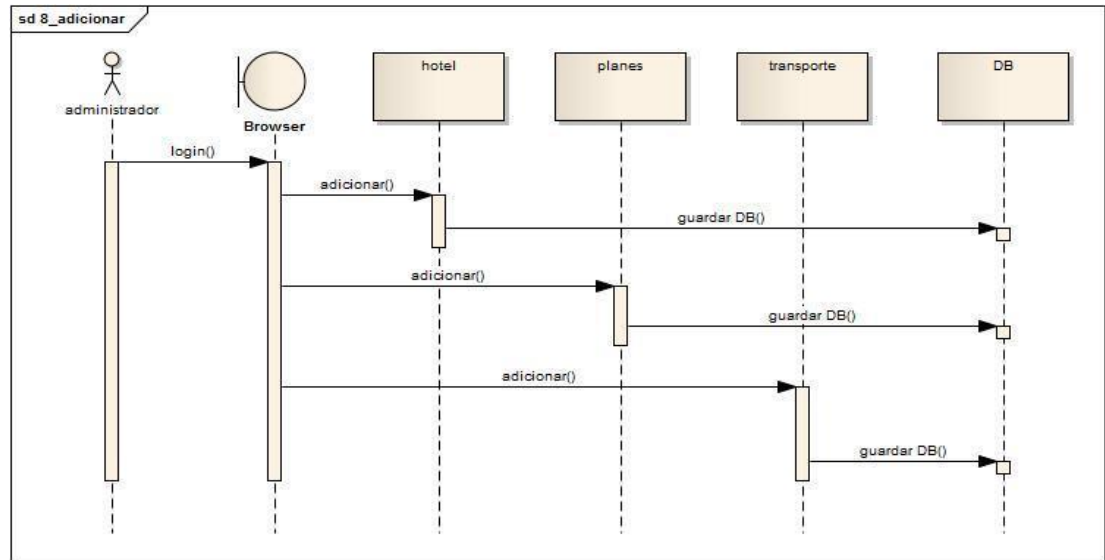 sd 8_adicionar
administrador
Browser
hotel
planes
transporte
DB
login()
adicionar()
guardar DB()
adicionar()
guardar DB()
adicionar()
guardar DB()